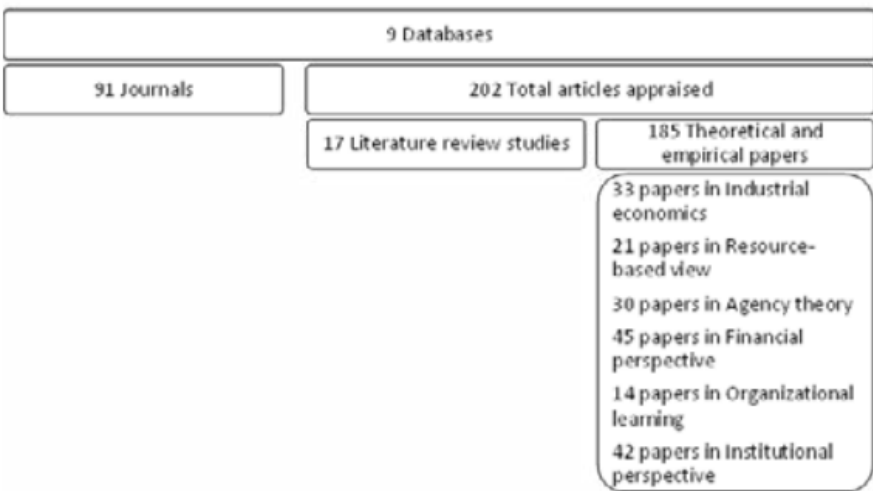 9 Databases
91 Journals
202 Total articles appraised
17 Literature review studies
185 Theoretical and
empirical papers
33 papers in Industrial
economics
21 papers in Resource-
based view
30 papers in Agency theory
45 papers in Financial
perspective
14 papers in Organizational
learning
42 papers in Institutional
perspective